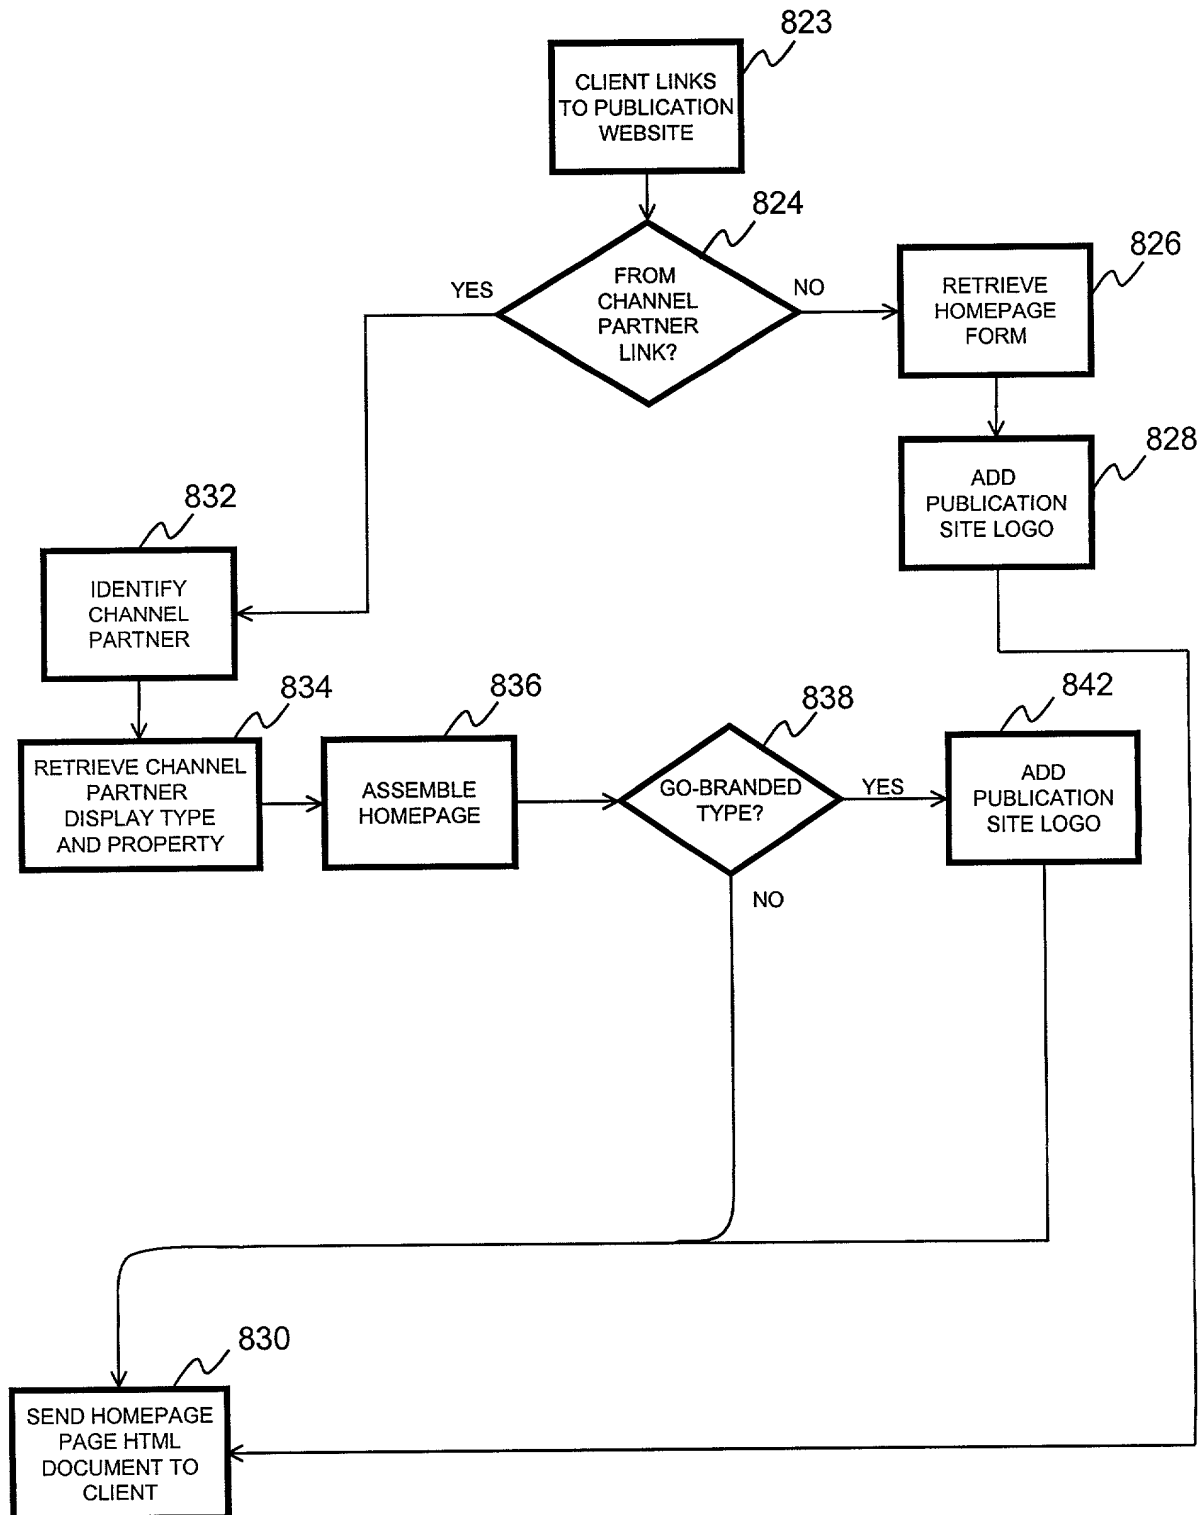 823
CLIENT LINKS
TO PUBLICATION
WEBSITE
824
FROM
CHANNEL
PARTNER
LINK?
YES
NO
826
RETRIEVE
HOMEPAGE
FORM
828
ADD
PUBLICATION
SITE LOGO
832
IDENTIFY
CHANNEL
PARTNER
834
RETRIEVE CHANNEL
PARTNER
DISPLAY TYPE
AND PROPERTY
836
ASSEMBLE
HOMEPAGE
838
GO-BRANDED
TYPE?
YES
NO
842
ADD
PUBLICATION
SITE LOGO
830
SEND HOMEPAGE
PAGE HTML
DOCUMENT TO
CLIENT